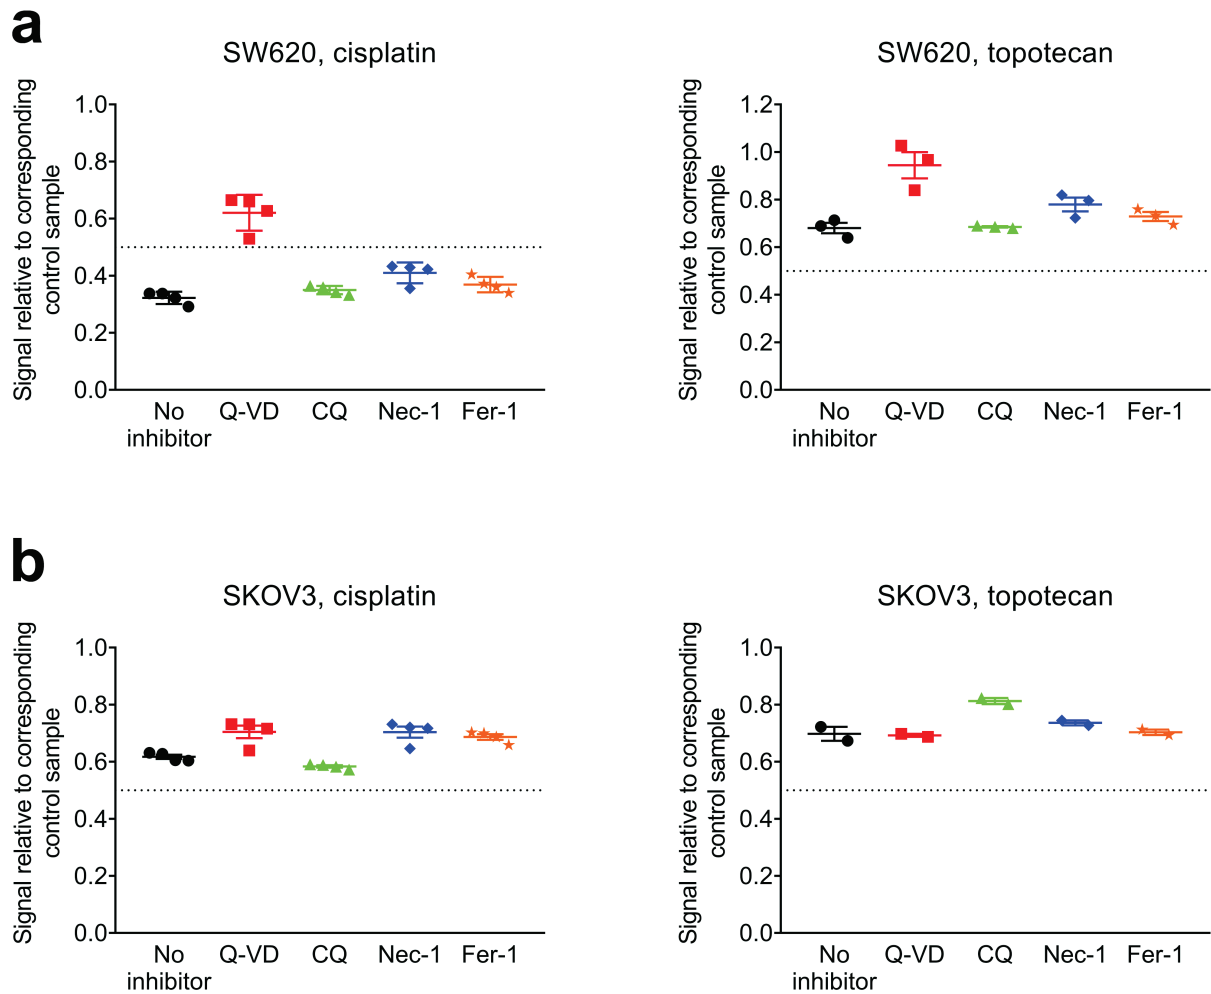 a
SW620, cisplatin
Signal relative to corresponding
control sample
1.0
0.8
0.6
0.4
0.2
0.0
No
inhibitor
Q-VD
CQ
Nec-1
Fer-1
SW620, topotecan
Signal relative to corresponding
control sample
1.2
1.0
0.8
0.6
0.4
0.2
0.0
No
inhibitor
Q-VD
CQ
Nec-1
Fer-1
b
SKOV3, cisplatin
Signal relative to corresponding
control sample
1.0
0.8
0.6
0.4
0.2
0.0
No
inhibitor
Q-VD
CQ
Nec-1
Fer-1
SKOV3, topotecan
Signal relative to corresponding
control sample
1.0
0.8
0.6
0.4
0.2
0.0
No
inhibitor
Q-VD
CQ
Nec-1
Fer-1